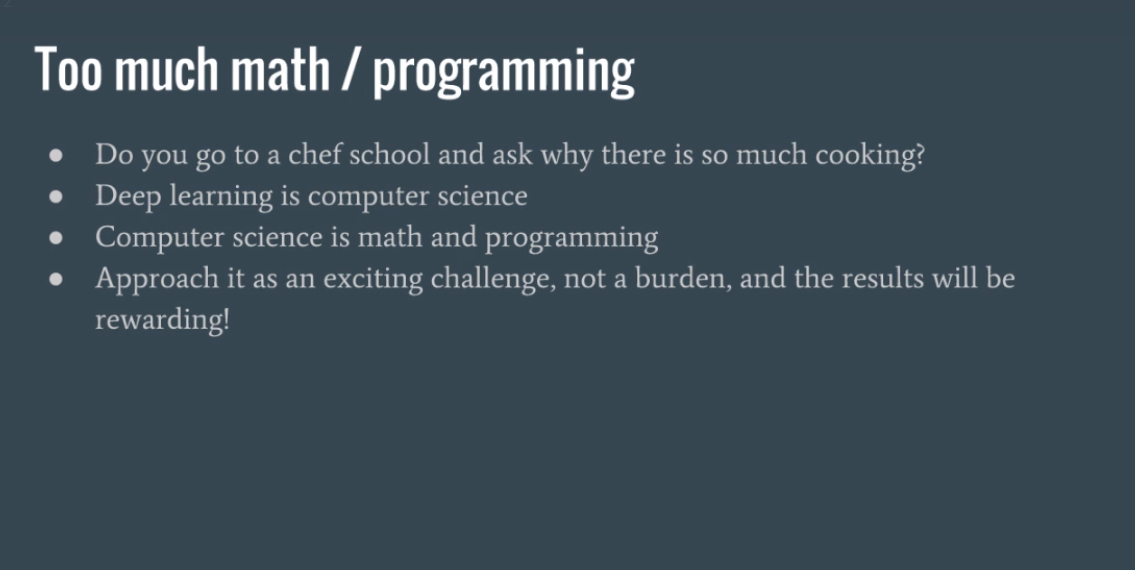 Too much math / programming
● Do you go to a chef school and ask why there is so much cooking?
● Deep learning is computer science
● Computer science is math and programming
● Approach it as an exciting challenge, not a burden, and the results will be
rewarding!